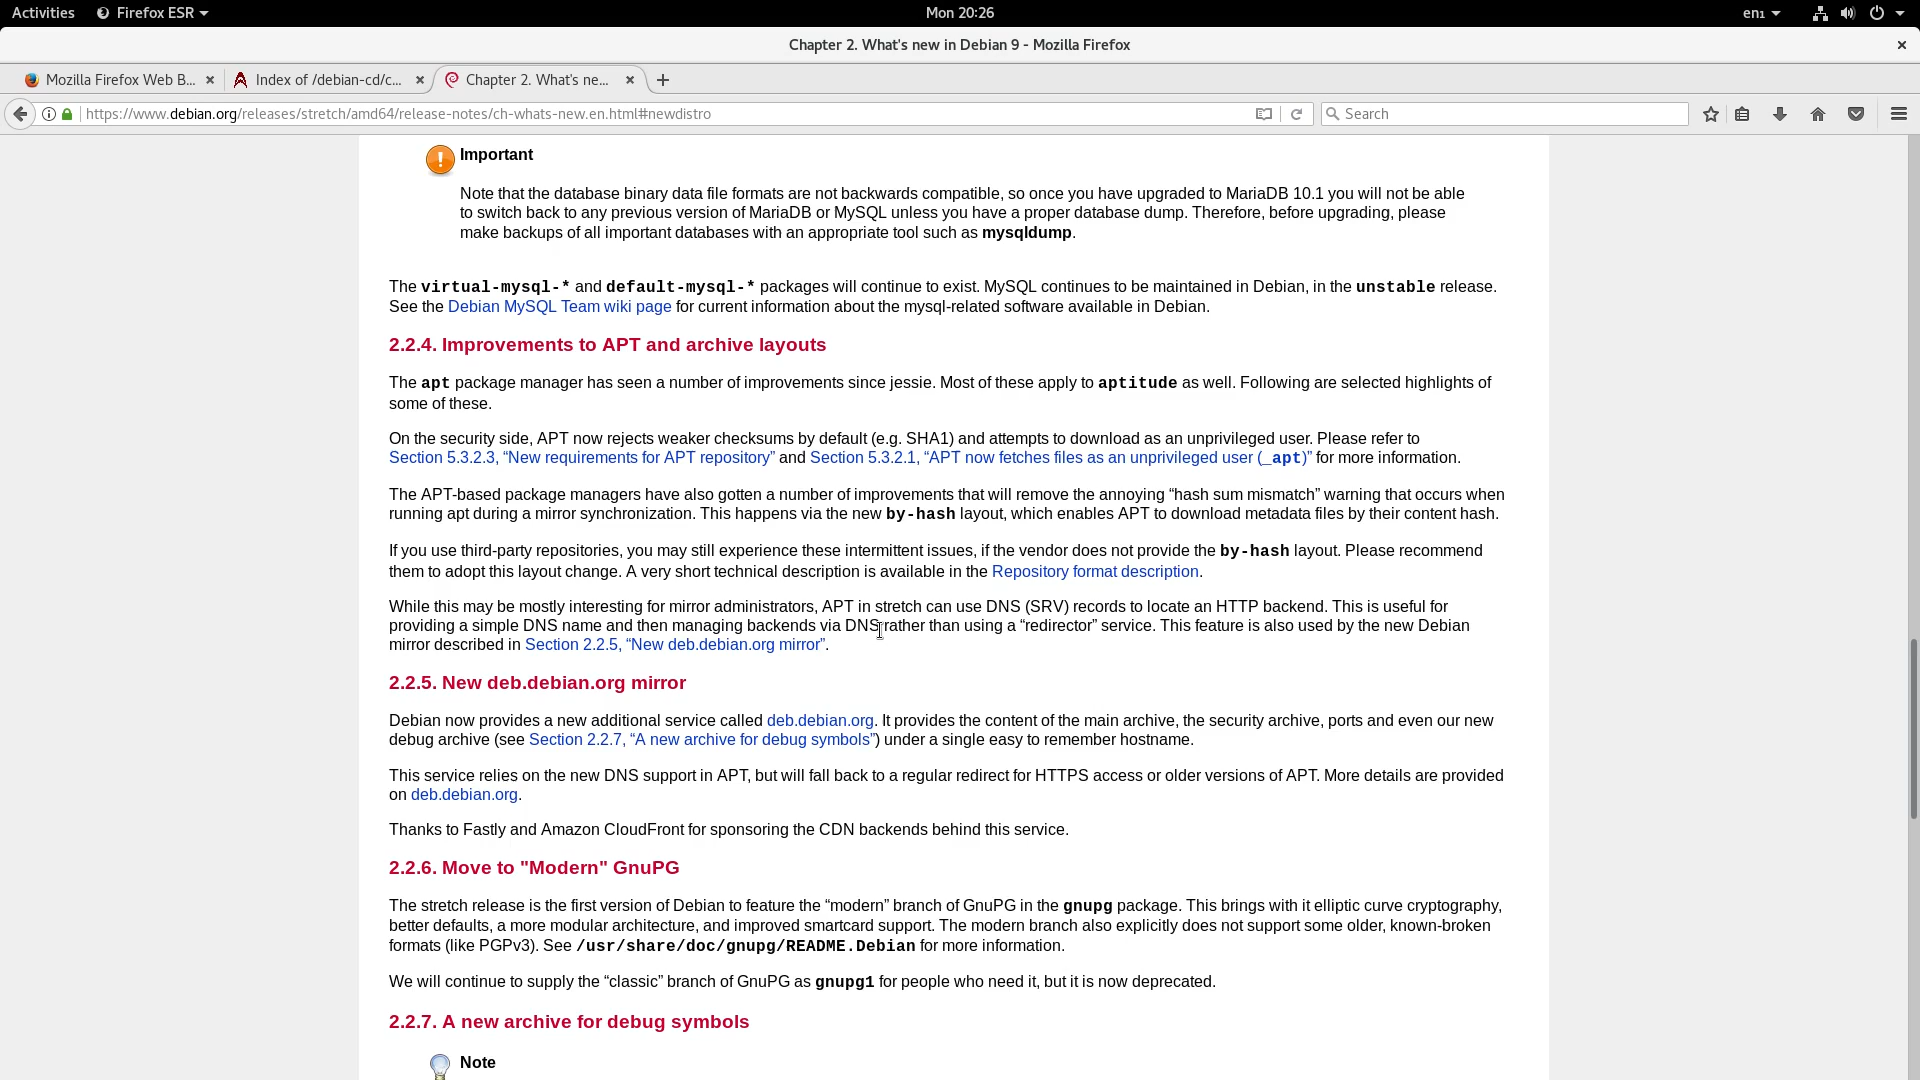 Activities Firefox ESR Mon 20:26 en1
Chapter 2. What's new in Debian 9 - Mozilla Firefox
Mozilla Firefox Web B... Index of /debian-cd/c... Chapter 2. What's ne...
https://www.debian.org/releases/stretch/amd64/release-notes/ch-whats-new.en.html#newdistro Search
Important
Note that the database binary data file formats are not backwards compatible, so once you have upgraded to MariaDB 10.1 you will not be able
to switch back to any previous version of MariaDB or MySQL unless you have a proper database dump. Therefore, before upgrading, please
make backups of all important databases with an appropriate tool such as mysqldump.
The virtual-mysql-* and default-mysql-* packages will continue to exist. MySQL continues to be maintained in Debian, in the unstable release.
See the Debian MySQL Team wiki page for current information about the mysql-related software available in Debian.
2.2.4. Improvements to APT and archive layouts
The apt package manager has seen a number of improvements since jessie. Most of these apply to aptitude as well. Following are selected highlights of
some of these.
On the security side, APT now rejects weaker checksums by default (e.g. SHA1) and attempts to download as an unprivileged user. Please refer to
Section 5.3.2.3, “New requirements for APT repository” and Section 5.3.2.1, “APT now fetches files as an unprivileged user (_apt)” for more information.
The APT-based package managers have also gotten a number of improvements that will remove the annoying “hash sum mismatch” warning that occurs when
running apt during a mirror synchronization. This happens via the new by-hash layout, which enables APT to download metadata files by their content hash.
If you use third-party repositories, you may still experience these intermittent issues, if the vendor does not provide the by-hash layout. Please recommend
them to adopt this layout change. A very short technical description is available in the Repository format description.
While this may be mostly interesting for mirror administrators, APT in stretch can use DNS (SRV) records to locate an HTTP backend. This is useful for
providing a simple DNS name and then managing backends via DNS rather than using a “redirector” service. This feature is also used by the new Debian
mirror described in Section 2.2.5, “New deb.debian.org mirror”.
2.2.5. New deb.debian.org mirror
Debian now provides a new additional service called deb.debian.org. It provides the content of the main archive, the security archive, ports and even our new
debug archive (see Section 2.2.7, “A new archive for debug symbols”) under a single easy to remember hostname.
This service relies on the new DNS support in APT, but will fall back to a regular redirect for HTTPS access or older versions of APT. More details are provided
on deb.debian.org.
Thanks to Fastly and Amazon CloudFront for sponsoring the CDN backends behind this service.
2.2.6. Move to "Modern" GnuPG
The stretch release is the first version of Debian to feature the “modern” branch of GnuPG in the gnupg package. This brings with it elliptic curve cryptography,
better defaults, a more modular architecture, and improved smartcard support. The modern branch also explicitly does not support some older, known-broken
formats (like PGPv3). See /usr/share/doc/gnupg/README.Debian for more information.
We will continue to supply the “classic” branch of GnuPG as gnupg1 for people who need it, but it is now deprecated.
2.2.7. A new archive for debug symbols
Note